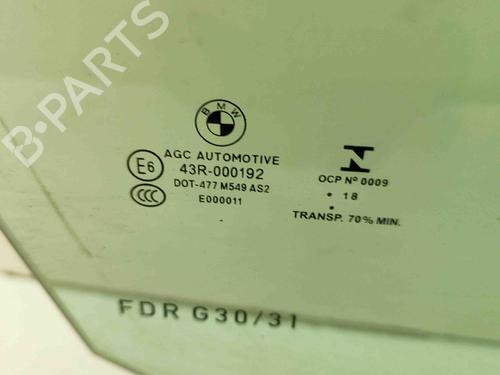 B-PARTS
BMW
AGC AUTOMOTIVE
E6
43R-000192
DOT-477 M549 AS2
CCC
E000011
N
OCP Nº 0009
. 18
.
TRANSP. 70% MIN.
FDR G30/31